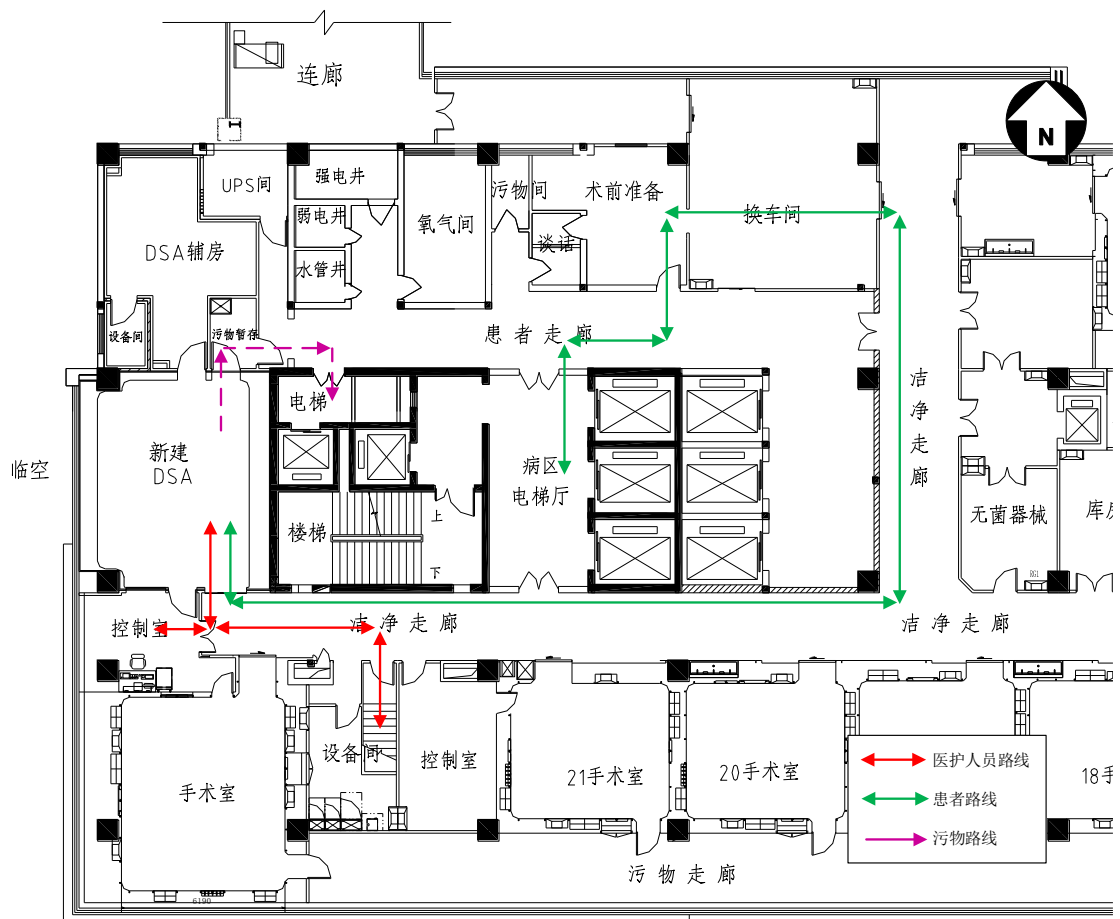 连廊
N
UPS间
强电井
弱电井
水管井
氧气间
污物间
术前准备
谈话
换车间
DSA辅房
设备间
污物暂存
患者走廊
电梯
新建
DSA
临空
病区
电梯厅
楼梯
上
下
洁净走廊
无菌器械
库房
RG1
控制室
洁净走廊
洁净走廊
设备间
控制室
手术室
21手术室
20手术室
18手
医护人员路线
患者路线
污物路线
污物走廊
6190